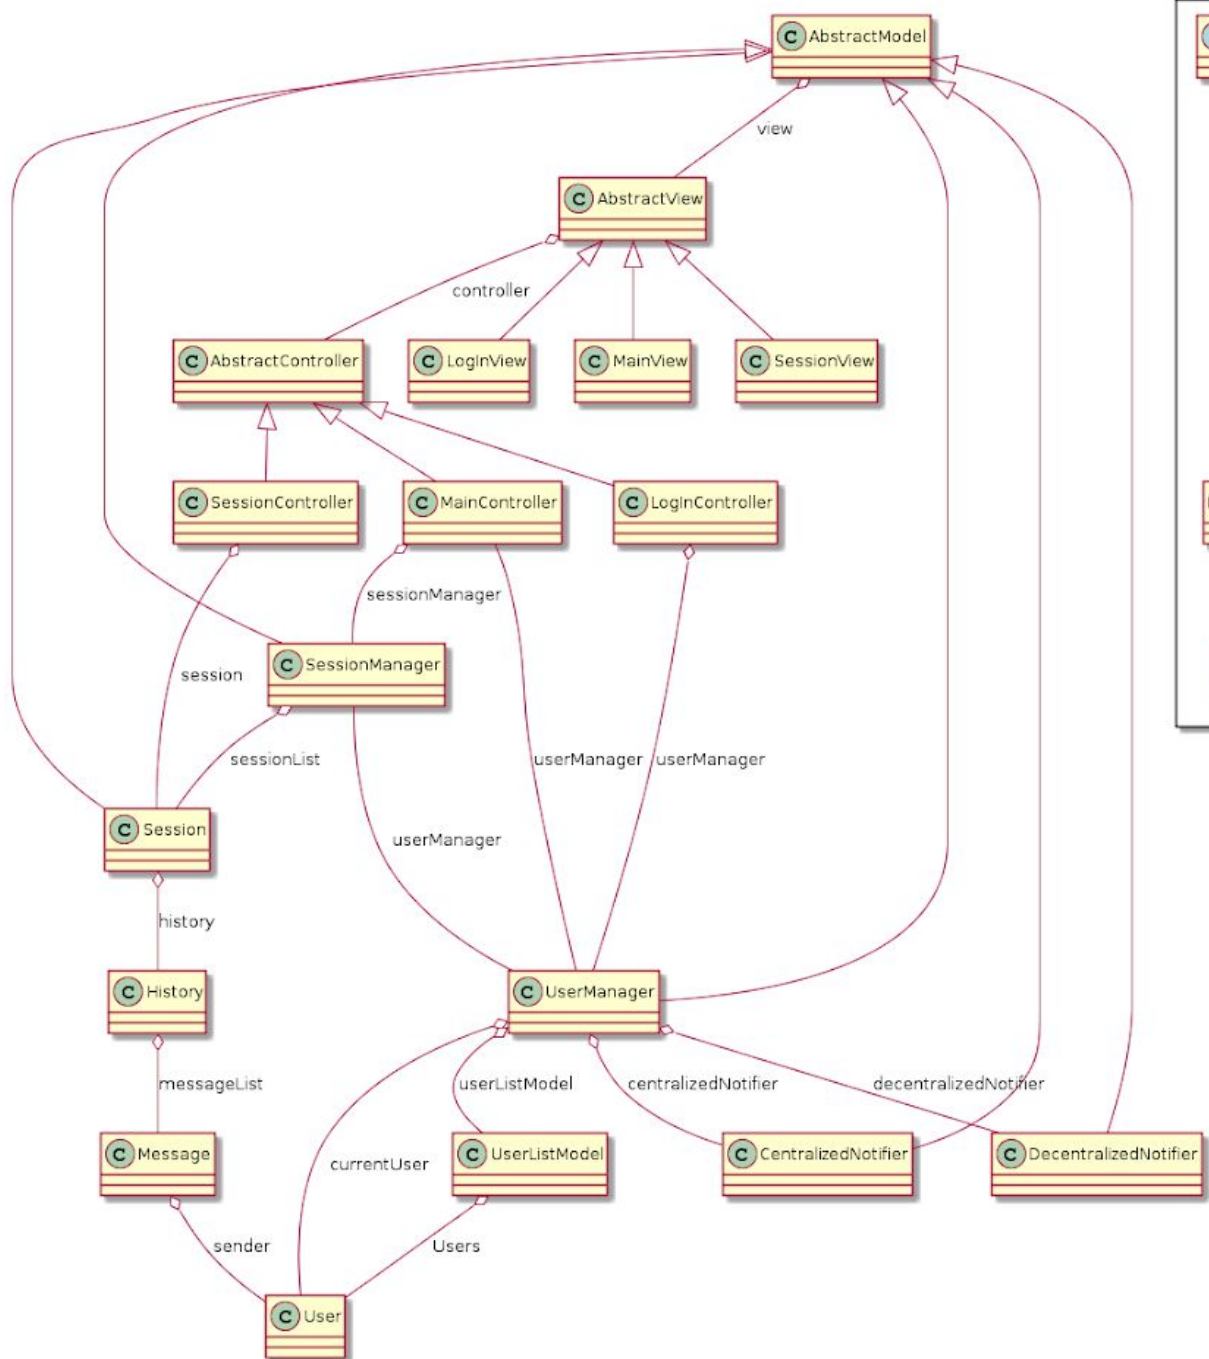 C AbstractModel
view
C AbstractView
controller
C AbstractController
C LogInView
C MainView
C SessionView
C SessionController
C MainController
C LogInController
sessionManager
C SessionManager
session
sessionList
userManager
userManager
userManager
C Session
history
C History
C UserManager
messageList
userListModel
centralizedNotifier
decentralizedNotifier
C Message
currentUser
C UserListModel
C CentralizedNotifier
C DecentralizedNotifier
sender
Users
C User